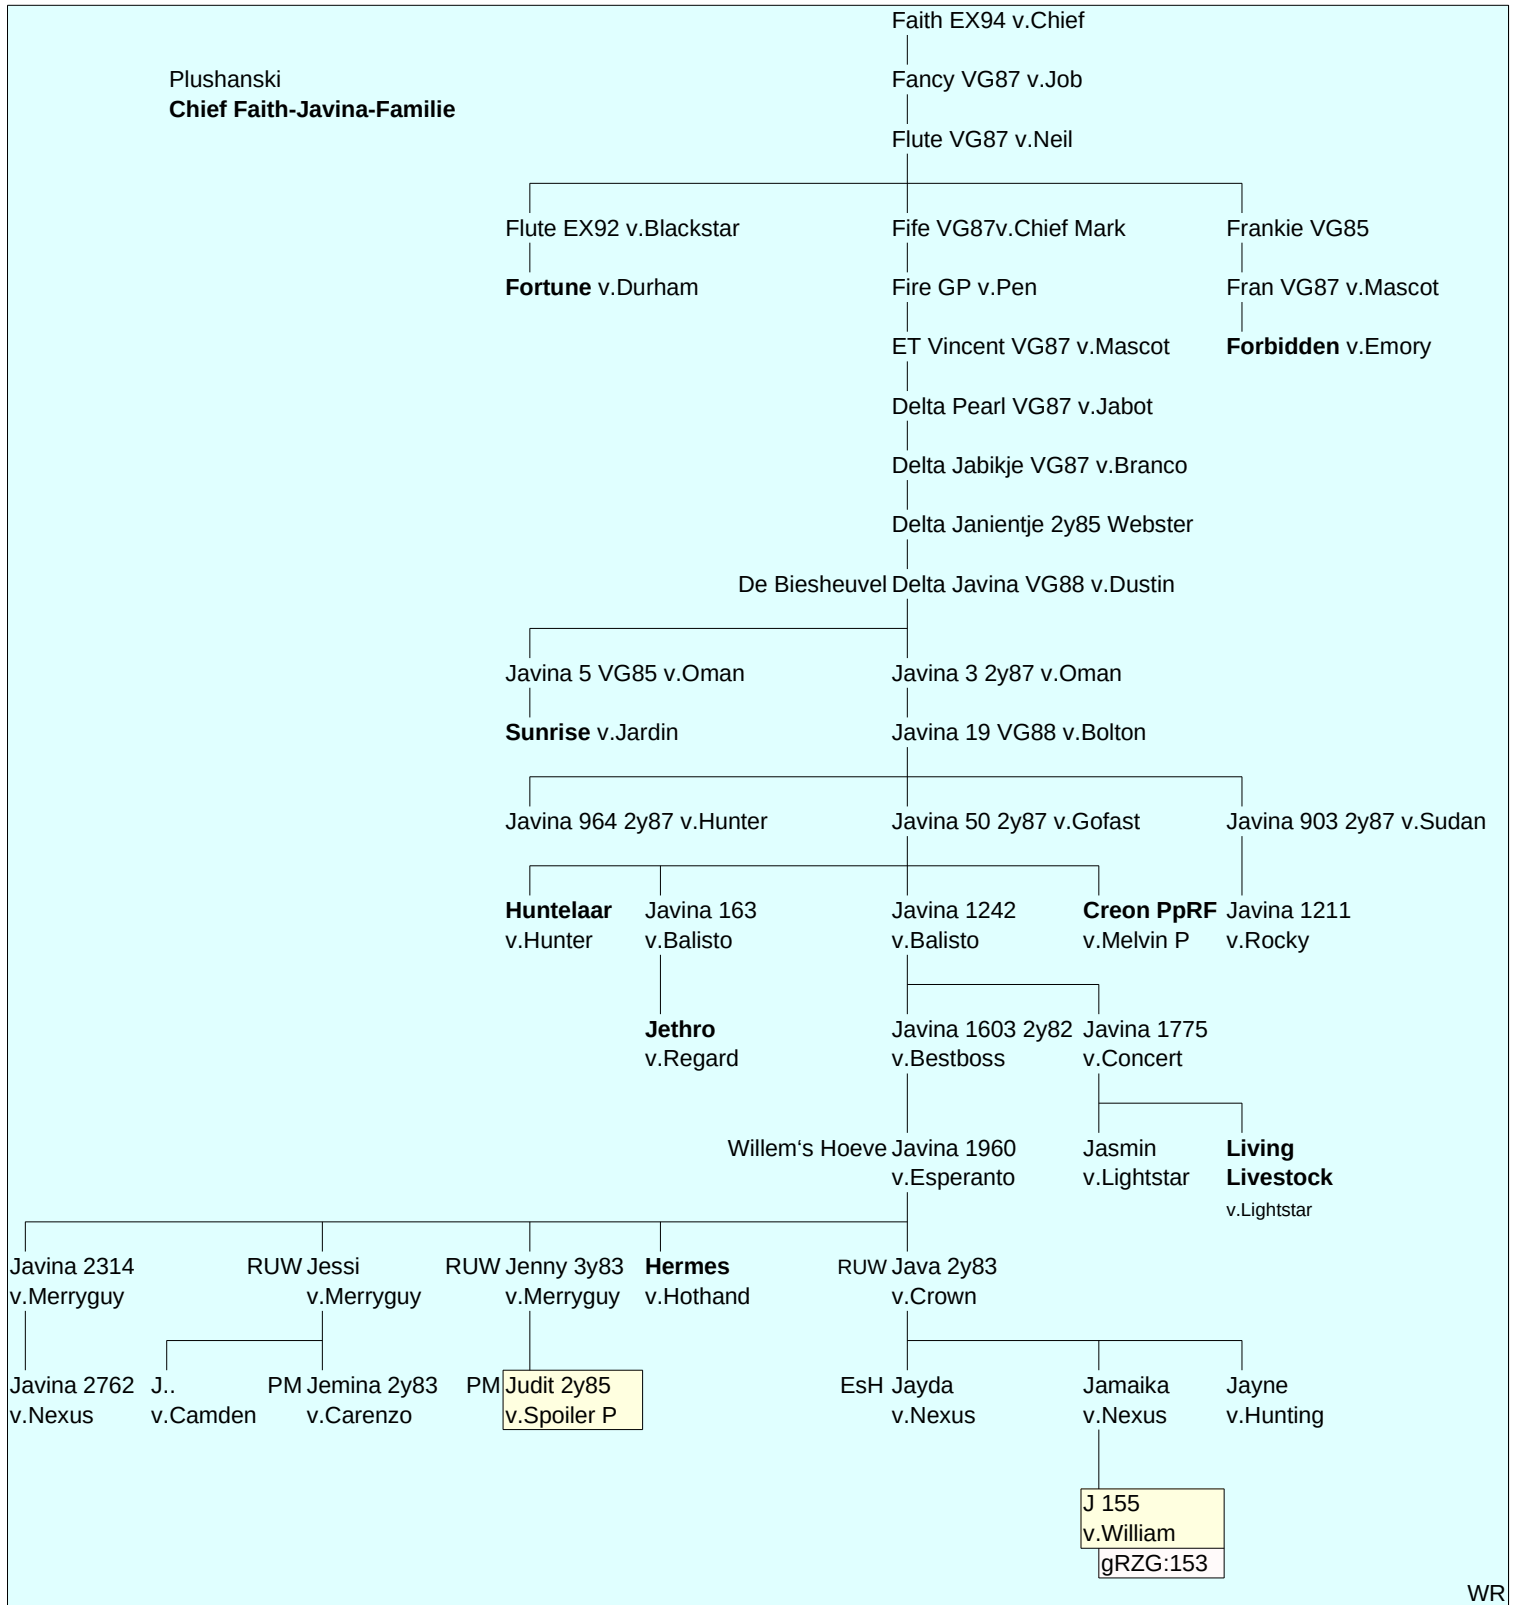 Faith EX94 v.Chief
Plushanski
Chief Faith-Javina-Familie
Fancy VG87 v.Job
Flute VG87 v.Neil
Flute EX92 v.Blackstar
Fife VG87v.Chief Mark
Frankie VG85
Fortune v.Durham
Fire GP v.Pen
Fran VG87 v.Mascot
ET Vincent VG87 v.Mascot
Forbidden v.Emory
Delta Pearl VG87 v.Jabot
Delta Jabikje VG87 v.Branco
Delta Janientje 2y85 Webster
De Biesheuvel Delta Javina VG88 v.Dustin
Javina 5 VG85 v.Oman
Javina 3 2y87 v.Oman
Sunrise v.Jardin
Javina 19 VG88 v.Bolton
Javina 964 2y87 v.Hunter
Javina 50 2y87 v.Gofast
Javina 903 2y87 v.Sudan
Huntelaar
v.Hunter
Javina 163
v.Balisto
Javina 1242
v.Balisto
Creon PpRF
v.Melvin P
Javina 1211
v.Rocky
Jethro
v.Regard
Javina 1603 2y82
v.Bestboss
Javina 1775
v.Concert
Willem‘s Hoeve Javina 1960
v.Esperanto
Jasmin
v.Lightstar
Living
Livestock
v.Lightstar
Javina 2314
v.Merryguy
RUW Jessi
v.Merryguy
RUW Jenny 3y83
v.Merryguy
Hermes
v.Hothand
RUW Java 2y83
v.Crown
Javina 2762
v.Nexus
J..
v.Camden
PM Jemina 2y83
v.Carenzo
PM Judit 2y85
v.Spoiler P
EsH Jayda
v.Nexus
Jamaika
v.Nexus
Jayne
v.Hunting
J 155
v.William
gRZG:153
WR